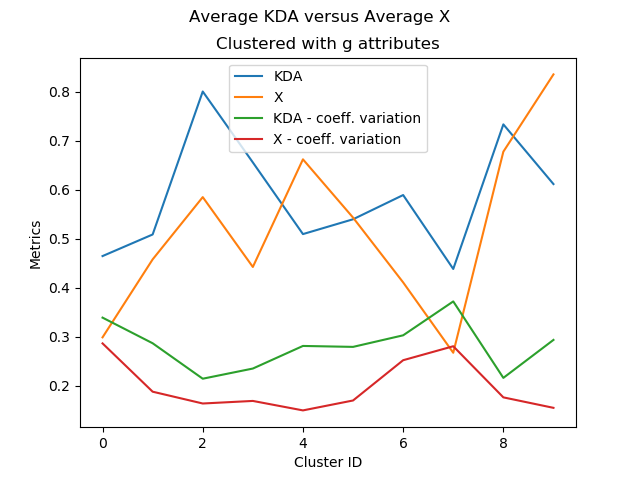 Average KDA versus Average X
Clustered with g attributes
KDA
X
KDA - coeff. variation
X - coeff. variation
Metrics
0.8
0.7
0.6
0.5
0.4
0.3
0.2
0 2 4 6 8
Cluster ID